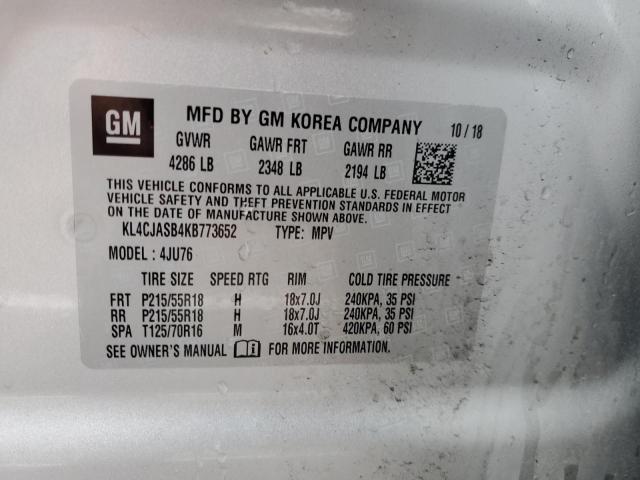 GM MFD BY GM KOREA COMPANY 10/18
GVWR GAWR FRT GAWR RR
4286 LB 2348 LB 2194 LB
THIS VEHICLE CONFORMS TO ALL APPLICABLE U.S. FEDERAL MOTOR
VEHICLE SAFETY AND THEFT PREVENTION STANDARDS IN EFFECT
ON THE DATE OF MANUFACTURE SHOWN ABOVE.
KL4CJASB4KB773652 TYPE: MPV
MODEL : 4JU76
TIRE SIZE SPEED RTG RIM COLD TIRE PRESSURE
FRT P215/55R18 H 18x7.0J 240KPA, 35 PSI
RR P215/55R18 H 18x7.0J 240KPA, 35 PSI
SPA T125/70R16 M 16x4.0T 420KPA, 60 PSI
SEE OWNER'S MANUAL FOR MORE INFORMATION.